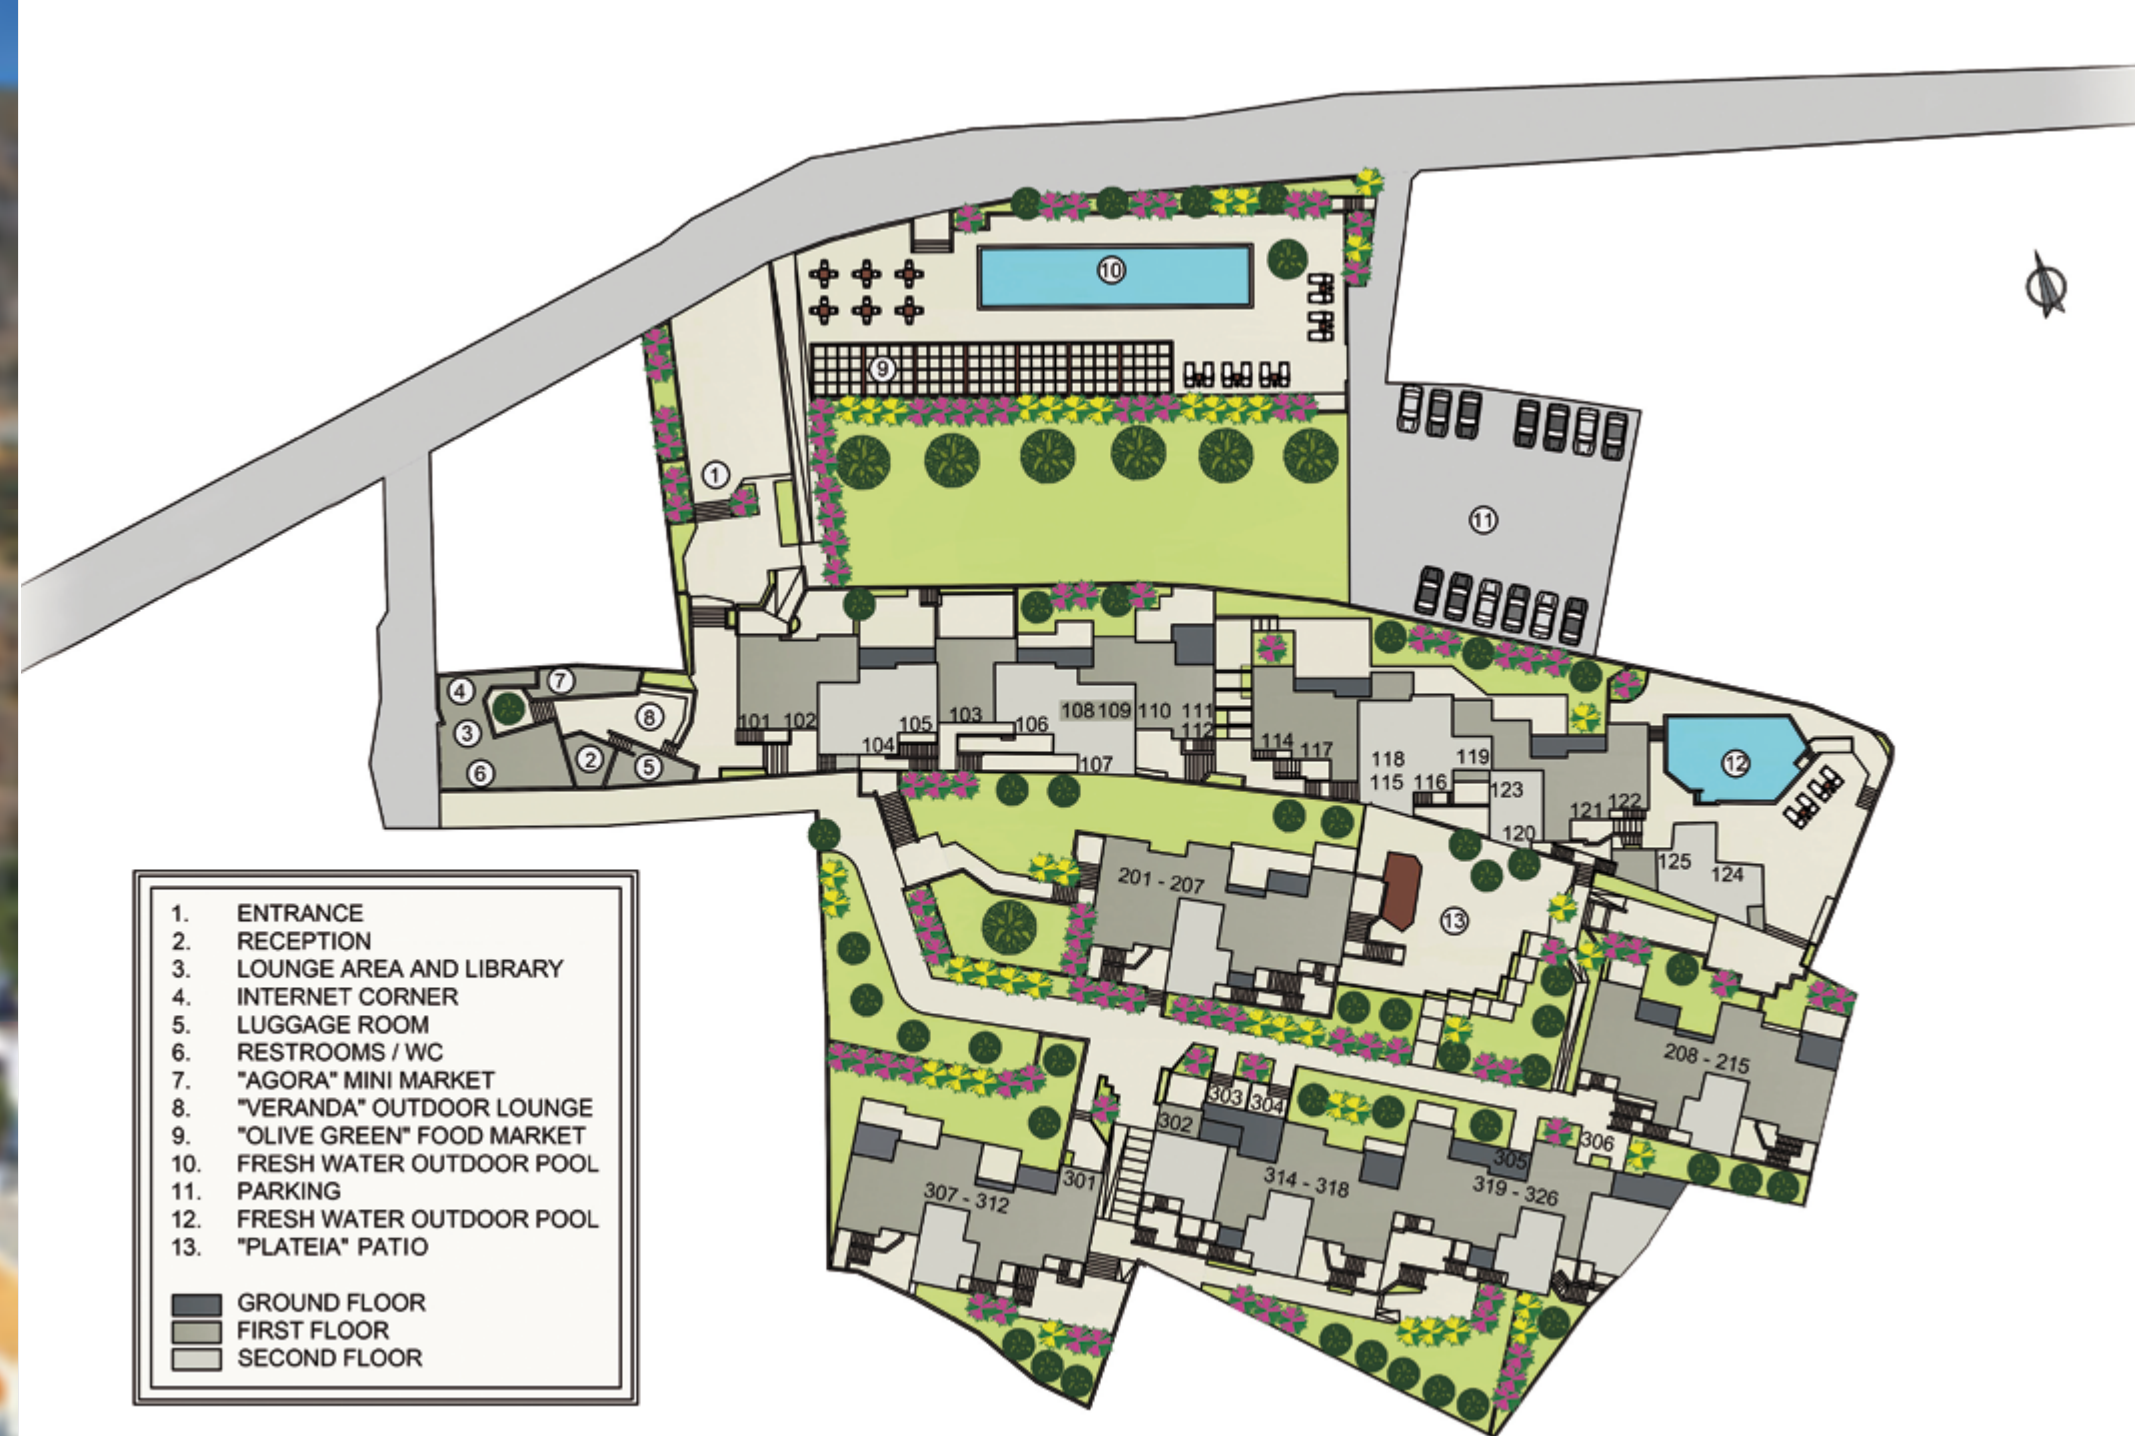 10
9
1
11
4
7
3
8
6
2
5
12
13
101 102
104
105
103
106
107
108 109 110 111
112
114
117
118
115 116
119
123
120
121 122
125
124
201 - 207
208 - 215
303
304
302
301
305
306
307 - 312
314 - 318
319 - 326
1. ENTRANCE
2. RECEPTION
3. LOUNGE AREA AND LIBRARY
4. INTERNET CORNER
5. LUGGAGE ROOM
6. RESTROOMS / WC
7. "AGORA" MINI MARKET
8. "VERANDA" OUTDOOR LOUNGE
9. "OLIVE GREEN" FOOD MARKET
10. FRESH WATER OUTDOOR POOL
11. PARKING
12. FRESH WATER OUTDOOR POOL
13. "PLATEIA" PATIO
GROUND FLOOR
FIRST FLOOR
SECOND FLOOR